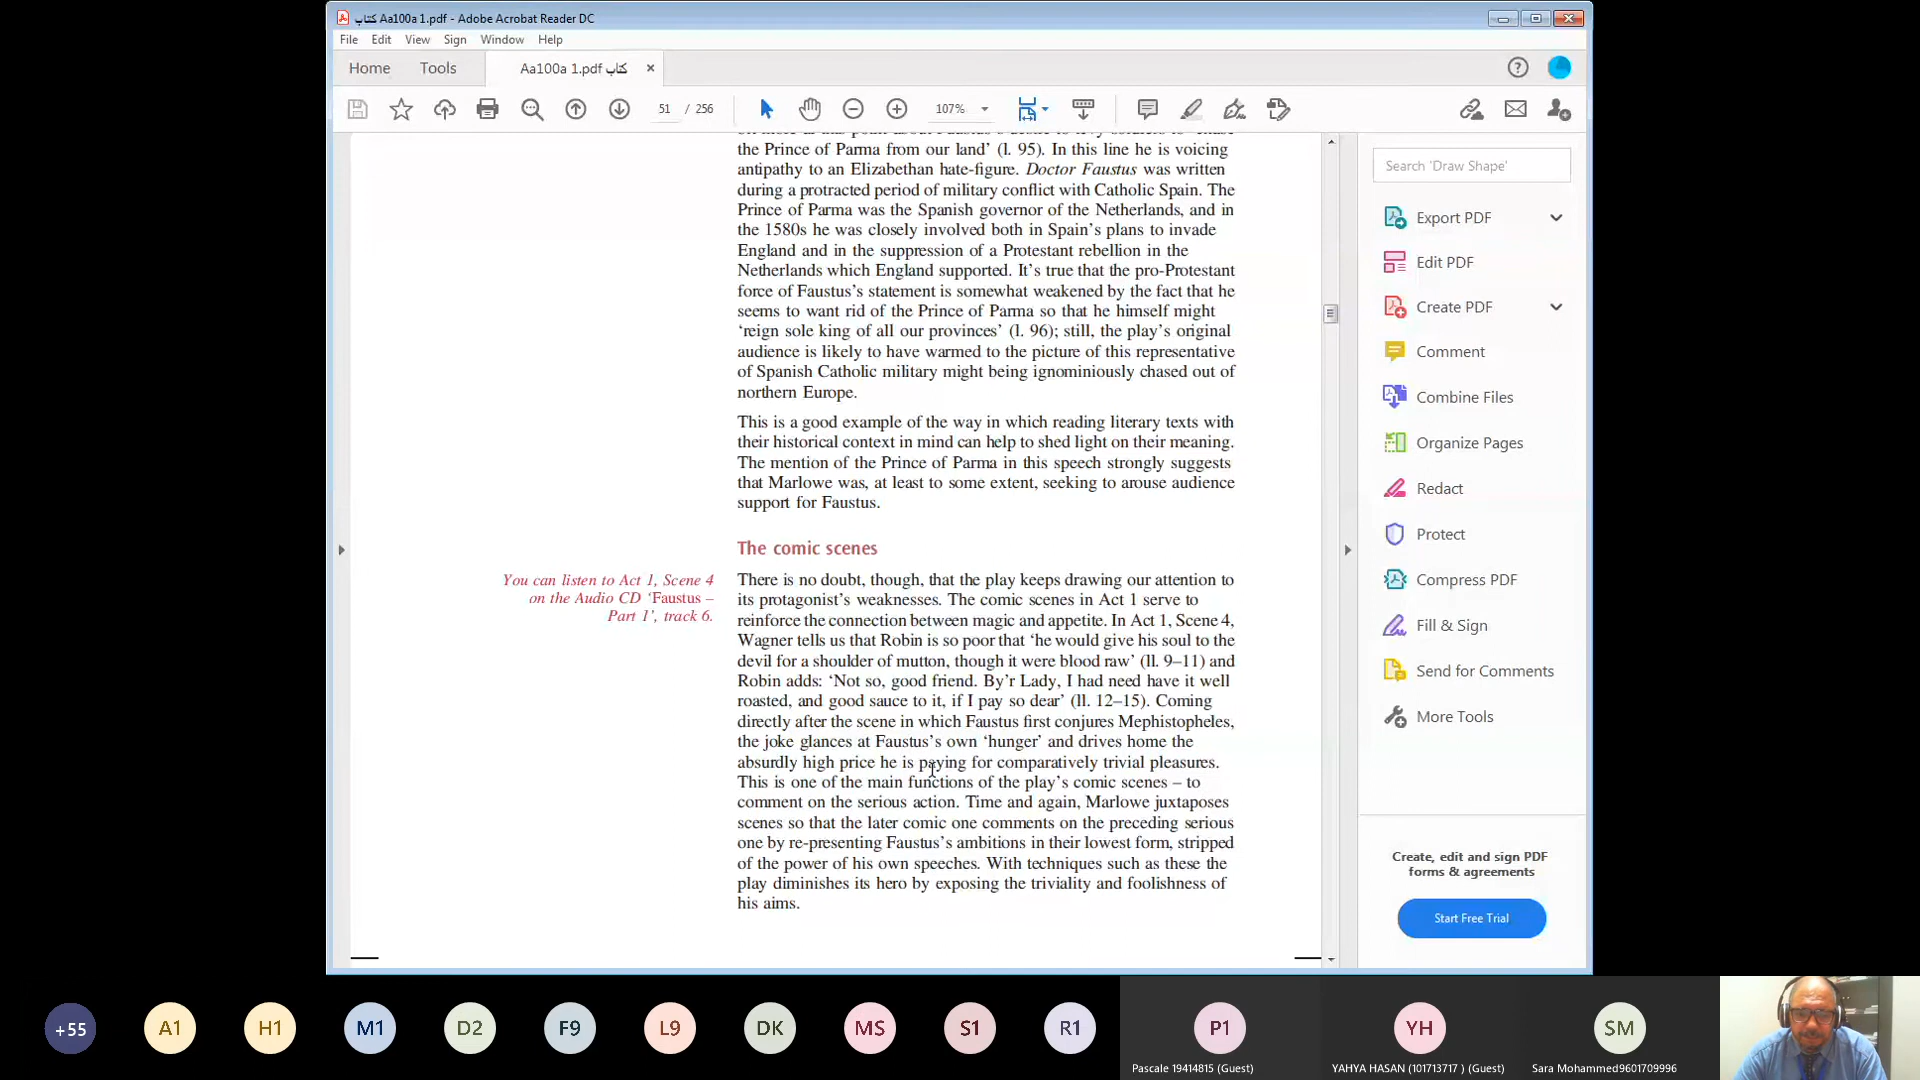 كتاب Aa100a 1.pdf - Adobe Acrobat Reader DC
File Edit View Sign Window Help
Home Tools Aa100a 1.pdf كتاب
51 / 256 107%
the Prince of Parma from our land’ (l. 95). In this line he is voicing
antipathy to an Elizabethan hate-figure. Doctor Faustus was written
during a protracted period of military conflict with Catholic Spain. The
Prince of Parma was the Spanish governor of the Netherlands, and in
the 1580s he was closely involved both in Spain’s plans to invade
England and in the suppression of a Protestant rebellion in the
Netherlands which England supported. It’s true that the pro-Protestant
force of Faustus’s statement is somewhat weakened by the fact that he
seems to want rid of the Prince of Parma so that he himself might
‘reign sole king of all our provinces’ (l. 96); still, the play’s original
audience is likely to have warmed to the picture of this representative
of Spanish Catholic military might being ignominiously chased out of
northern Europe.
This is a good example of the way in which reading literary texts with
their historical context in mind can help to shed light on their meaning.
The mention of the Prince of Parma in this speech strongly suggests
that Marlowe was, at least to some extent, seeking to arouse audience
support for Faustus.
The comic scenes
You can listen to Act 1, Scene 4
on the Audio CD ‘Faustus –
Part 1’, track 6.
There is no doubt, though, that the play keeps drawing our attention to
its protagonist’s weaknesses. The comic scenes in Act 1 serve to
reinforce the connection between magic and appetite. In Act 1, Scene 4,
Wagner tells us that Robin is so poor that ‘he would give his soul to the
devil for a shoulder of mutton, though it were blood raw’ (ll. 9–11) and
Robin adds: ‘Not so, good friend. By’r Lady, I had need have it well
roasted, and good sauce to it, if I pay so dear’ (ll. 12–15). Coming
directly after the scene in which Faustus first conjures Mephistopheles,
the joke glances at Faustus’s own ‘hunger’ and drives home the
absurdly high price he is paying for comparatively trivial pleasures.
This is one of the main functions of the play’s comic scenes – to
comment on the serious action. Time and again, Marlowe juxtaposes
scenes so that the later comic one comments on the preceding serious
one by re-presenting Faustus’s ambitions in their lowest form, stripped
of the power of his own speeches. With techniques such as these the
play diminishes its hero by exposing the triviality and foolishness of
his aims.
Search 'Draw Shape'
Export PDF
Edit PDF
Create PDF
Comment
Combine Files
Organize Pages
Redact
Protect
Compress PDF
Fill & Sign
Send for Comments
More Tools
Create, edit and sign PDF
forms & agreements
Start Free Trial
+55 A1 H1 M1 D2 F9 L9 DK MS S1 R1 P1 YH SM
Pascale 19414815 (Guest) YAHYA HASAN (101713717 ) (Guest) Sara Mohammed9601709996